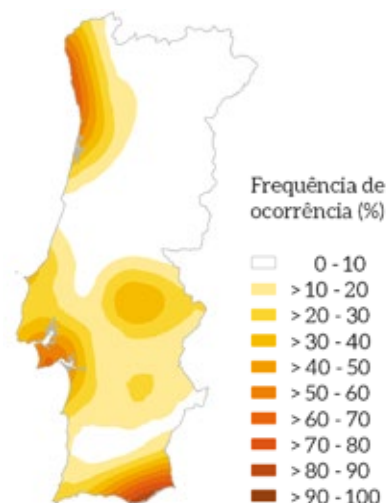 Frequência de
ocorrência (%)
0 - 10
> 10 - 20
> 20 - 30
> 30 - 40
> 40 - 50
> 50 - 60
> 60 - 70
> 70 - 80
> 80 - 90
> 90 - 100